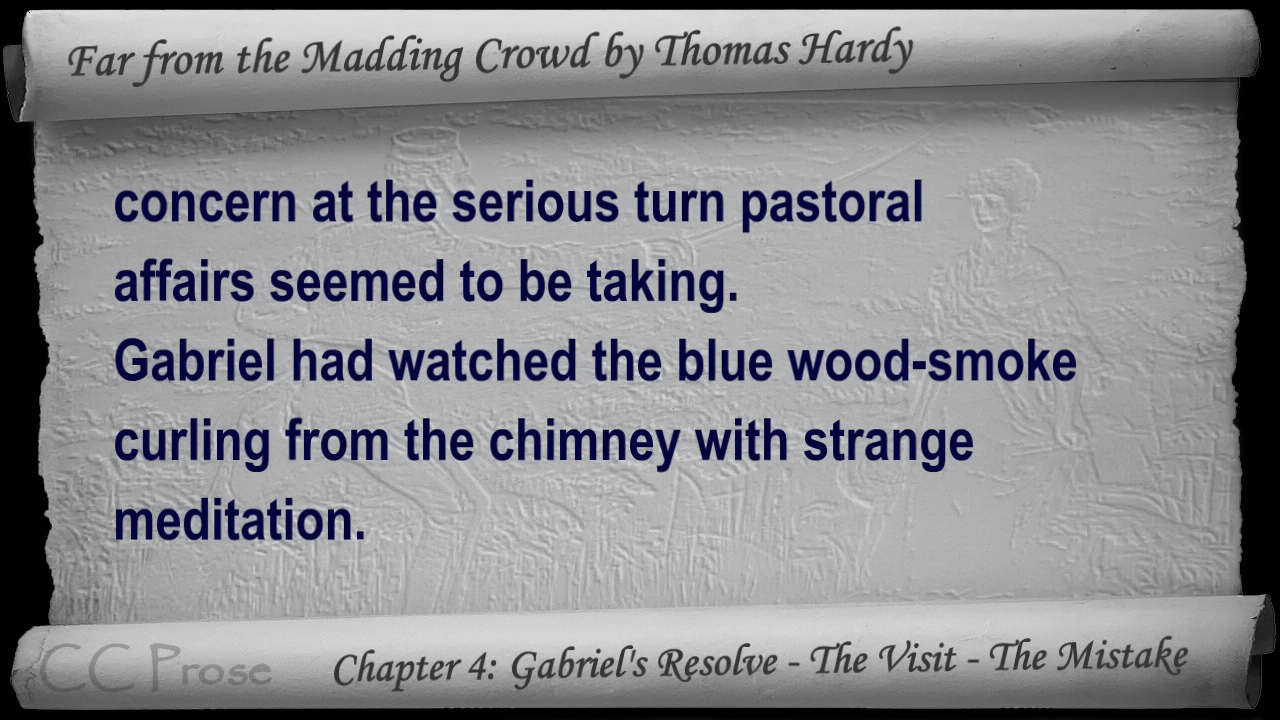 Far from the Madding Crowd by Thomas Hardy
concern at the serious turn pastoral
affairs seemed to be taking.
Gabriel had watched the blue wood-smoke
curling from the chimney with strange
meditation.
CC Prose
Chapter 4: Gabriel's Resolve - The Visit - The Mistake